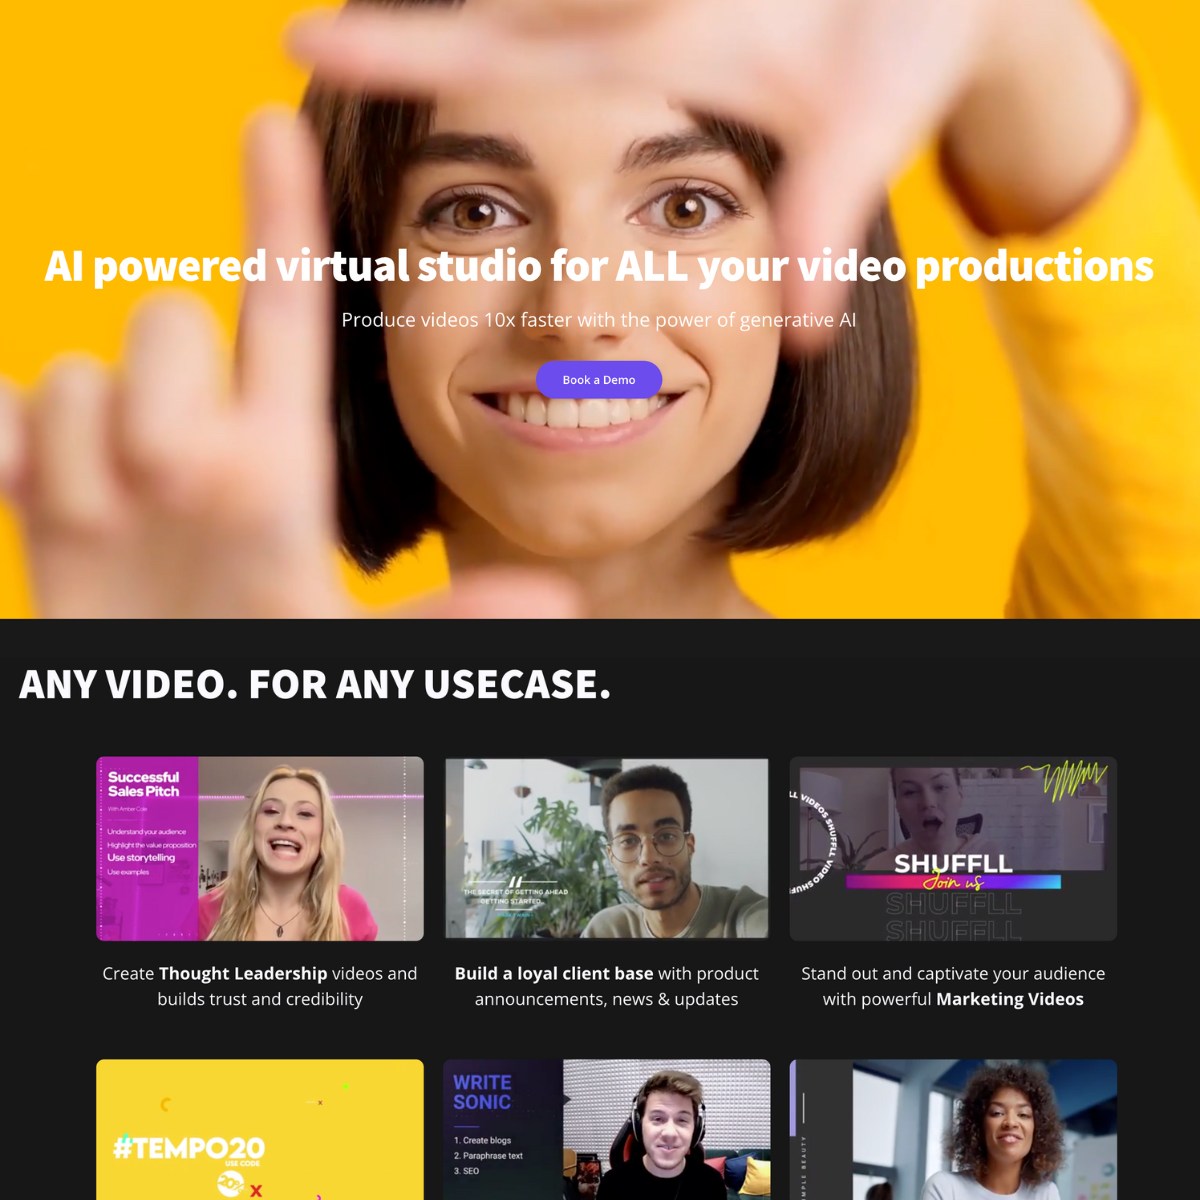 AI powered virtual studio for ALL your video productions
Produce videos 10x faster with the power of generative AI
Book a Demo
ANY VIDEO. FOR ANY USECASE.
Successful
Sales Pitch
With Amber Cole
Understand your audience
Highlight the value proposition
Use storytelling
Use examples
THE SECRET OF GETTING AHEAD
GETTING STARTED.
LL VIDEOS SHUFFLL VIDEO SHUF
SHUFFLL
Join us
SHUFFLL
SHUFFLL
Create Thought Leadership videos and
builds trust and credibility
Build a loyal client base with product
announcements, news & updates
Stand out and captivate your audience
with powerful Marketing Videos
#TEMPO20
USE CODE
WRITE
SONIC
1. Create blogs
2. Paraphrase text
3. SEO
BEAUTY